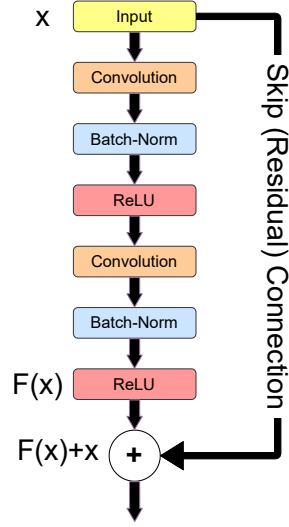 x
Input
Convolution
Batch-Norm
ReLU
Convolution
Batch-Norm
F(x)
ReLU
F(x)+x
+
Skip (Residual) Connection